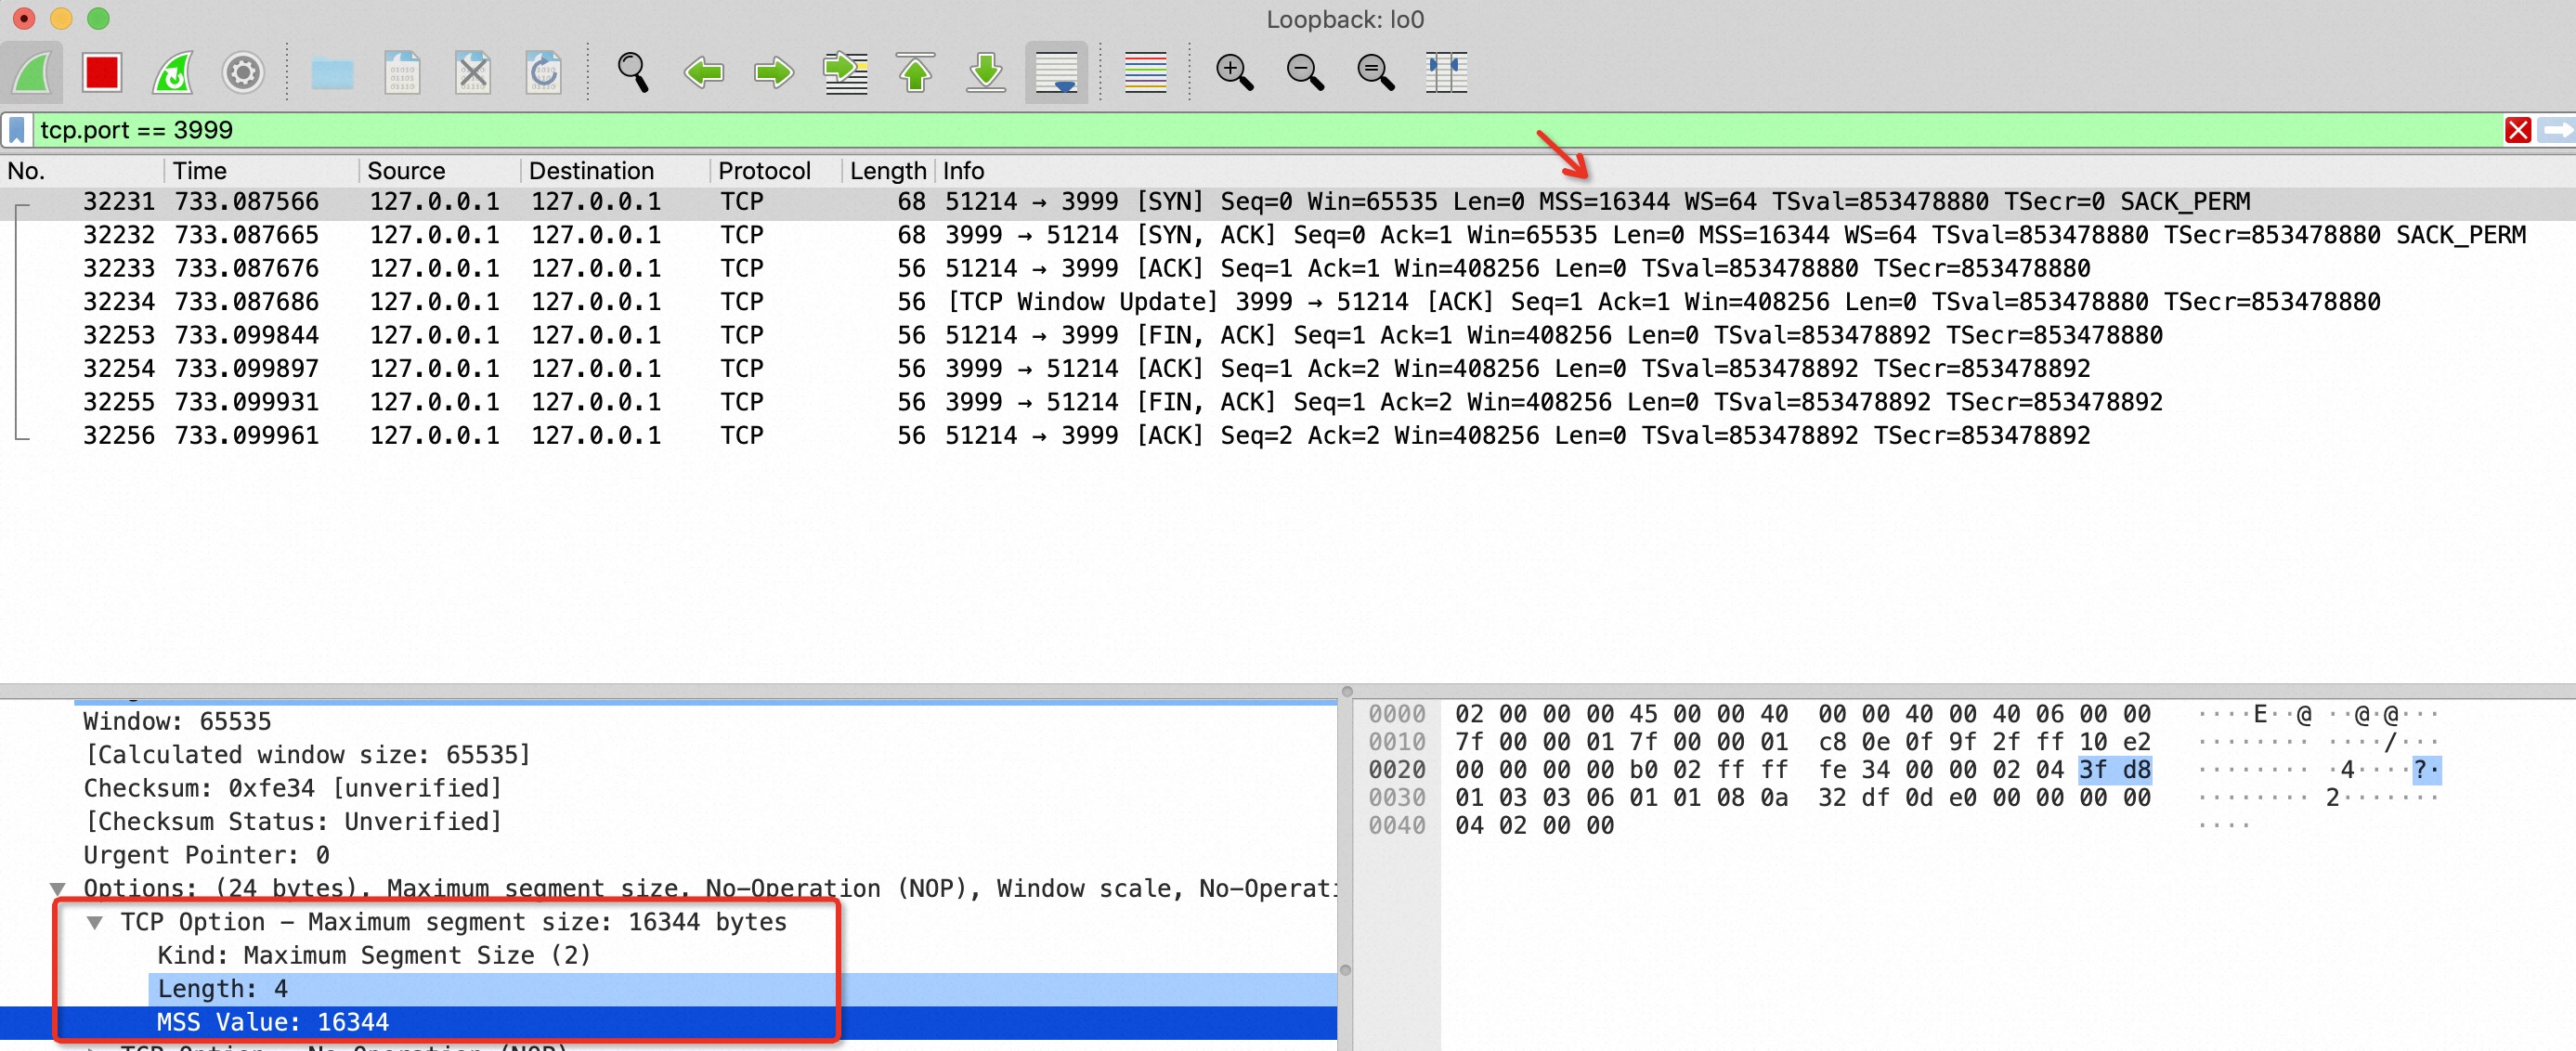 Loopback: lo0
tcp.port == 3999
No. Time Source Destination Protocol Length Info
32231 733.087566 127.0.0.1 127.0.0.1 TCP 68 51214 → 3999 [SYN] Seq=0 Win=65535 Len=0 MSS=16344 WS=64 TSval=853478880 TSecr=0 SACK_PERM
32232 733.087665 127.0.0.1 127.0.0.1 TCP 68 3999 → 51214 [SYN, ACK] Seq=0 Ack=1 Win=65535 Len=0 MSS=16344 WS=64 TSval=853478880 TSecr=853478880 SACK_PERM
32233 733.087676 127.0.0.1 127.0.0.1 TCP 56 51214 → 3999 [ACK] Seq=1 Ack=1 Win=408256 Len=0 TSval=853478880 TSecr=853478880
32234 733.087686 127.0.0.1 127.0.0.1 TCP 56 [TCP Window Update] 3999 → 51214 [ACK] Seq=1 Ack=1 Win=408256 Len=0 TSval=853478880 TSecr=853478880
32253 733.099844 127.0.0.1 127.0.0.1 TCP 56 51214 → 3999 [FIN, ACK] Seq=1 Ack=1 Win=408256 Len=0 TSval=853478892 TSecr=853478880
32254 733.099897 127.0.0.1 127.0.0.1 TCP 56 3999 → 51214 [ACK] Seq=1 Ack=2 Win=408256 Len=0 TSval=853478892 TSecr=853478892
32255 733.099931 127.0.0.1 127.0.0.1 TCP 56 3999 → 51214 [FIN, ACK] Seq=1 Ack=2 Win=408256 Len=0 TSval=853478892 TSecr=853478892
32256 733.099961 127.0.0.1 127.0.0.1 TCP 56 51214 → 3999 [ACK] Seq=2 Ack=2 Win=408256 Len=0 TSval=853478892 TSecr=853478892
Window: 65535
[Calculated window size: 65535]
Checksum: 0xfe34 [unverified]
[Checksum Status: Unverified]
Urgent Pointer: 0
Options: (24 bytes), Maximum segment size, No-Operation (NOP), Window scale, No-Operati
TCP Option - Maximum segment size: 16344 bytes
Kind: Maximum Segment Size (2)
Length: 4
MSS Value: 16344
TCP Option - No-Operation (NOP)
0000 02 00 00 00 45 00 00 40 00 00 40 00 40 06 00 00 ····E··@ ··@·@···
0010 7f 00 00 01 7f 00 00 01 c8 0e 0f 9f 2f ff 10 e2 ········ ····/···
0020 00 00 00 00 b0 02 ff ff fe 34 00 00 02 04 3f d8 ········ ·4····?·
0030 01 03 03 06 01 01 08 0a 32 df 0d e0 00 00 00 00 ········ 2·······
0040 04 02 00 00 ····